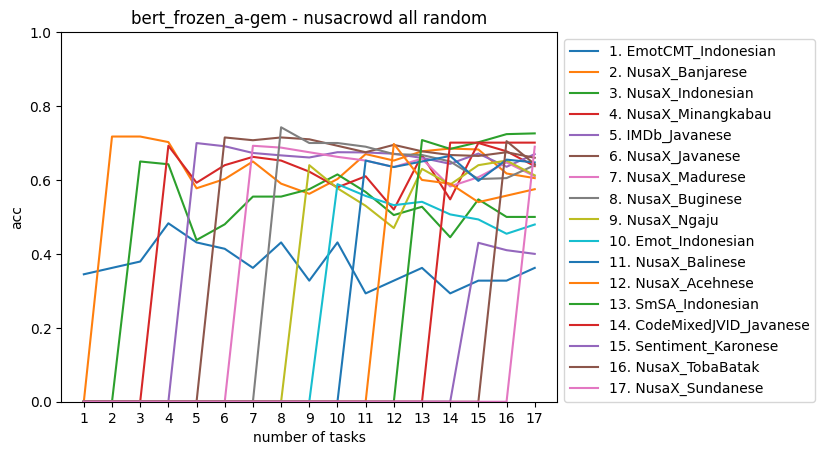 bert_frozen_a-gem - nusacrowd all random
1.0
0.8
0.6
0.4
0.2
0.0
acc
1 2 3 4 5 6 7 8 9 10 11 12 13 14 15 16 17
number of tasks
1. EmotCMT_Indonesian
2. NusaX_Banjarese
3. NusaX_Indonesian
4. NusaX_Minangkabau
5. IMDb_Javanese
6. NusaX_Javanese
7. NusaX_Madurese
8. NusaX_Buginese
9. NusaX_Ngaju
10. Emot_Indonesian
11. NusaX_Balinese
12. NusaX_Acehnese
13. SmSA_Indonesian
14. CodeMixedJVID_Javanese
15. Sentiment_Karonese
16. NusaX_TobaBatak
17. NusaX_Sundanese